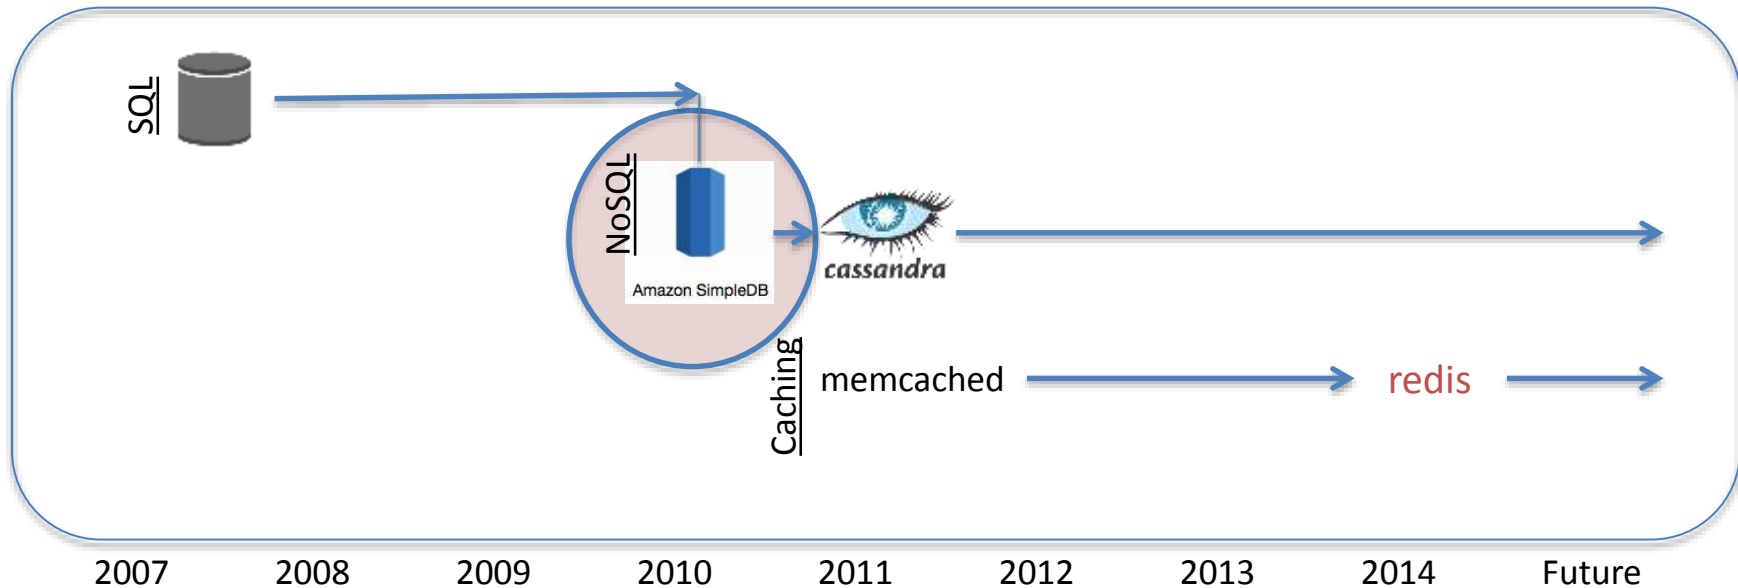 SQL
NoSQL
Amazon SimpleDB
cassandra
Caching
memcached
redis
2007 2008 2009 2010 2011 2012 2013 2014 Future